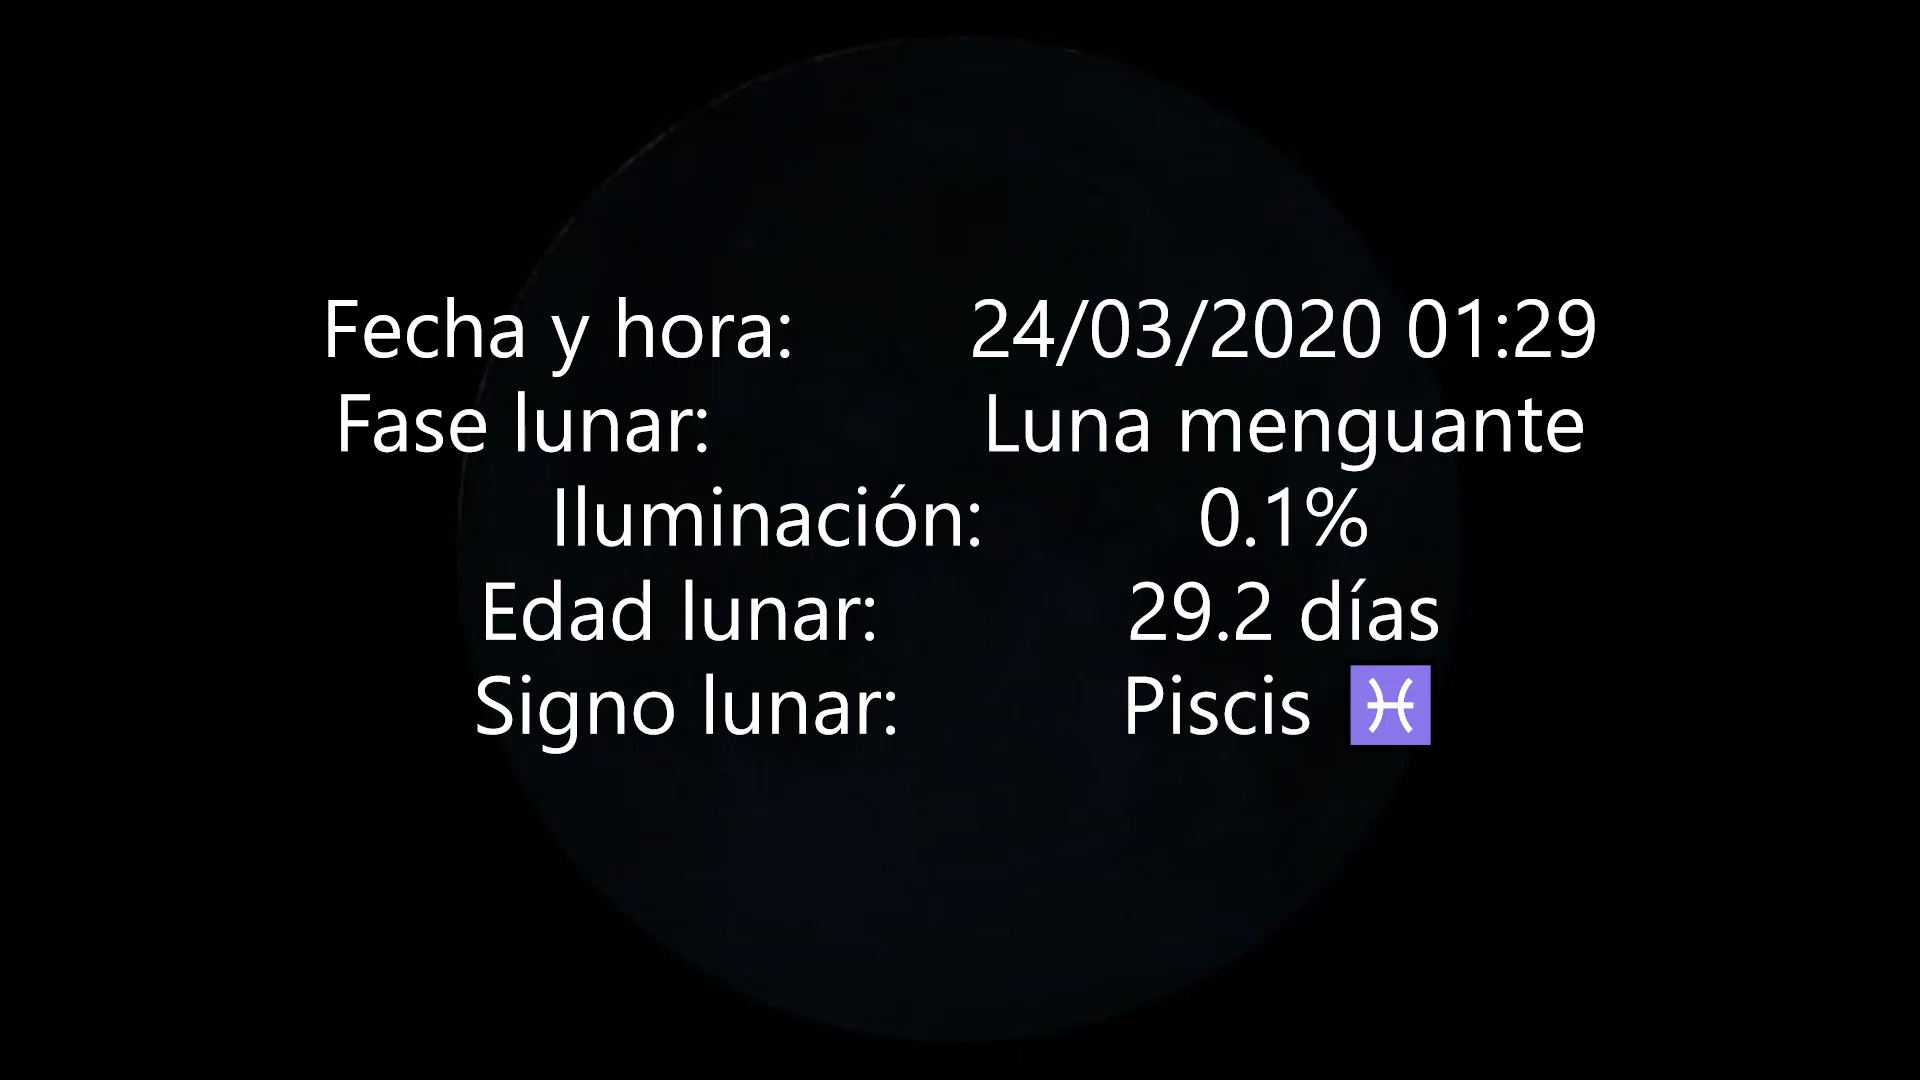 Fecha y hora: 24/03/2020 01:29
Fase lunar: Luna menguante
Iluminación: 0.1%
Edad lunar: 29.2 días
Signo lunar: Piscis ♓